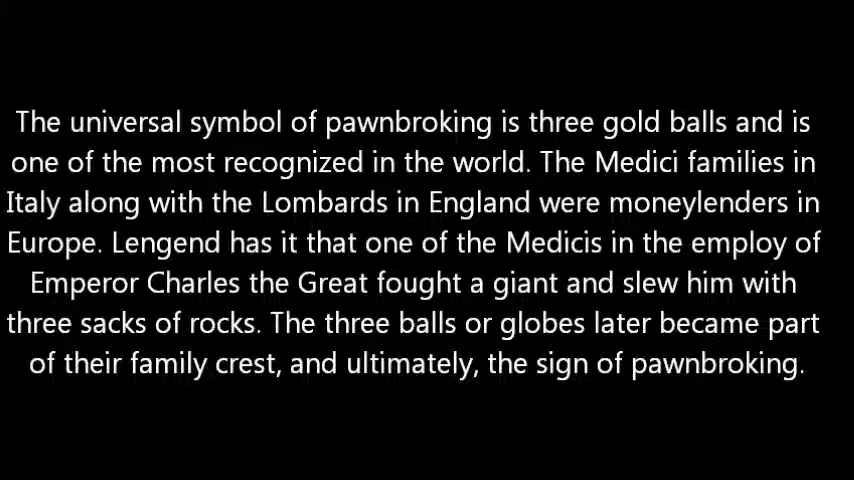 The universal symbol of pawnbroking is three gold balls and is
one of the most recognized in the world. The Medici families in
Italy along with the Lombards in England were moneylenders in
Europe. Lengend has it that one of the Medicis in the employ of
Emperor Charles the Great fought a giant and slew him with
three sacks of rocks. The three balls or globes later became part
of their family crest, and ultimately, the sign of pawnbroking.